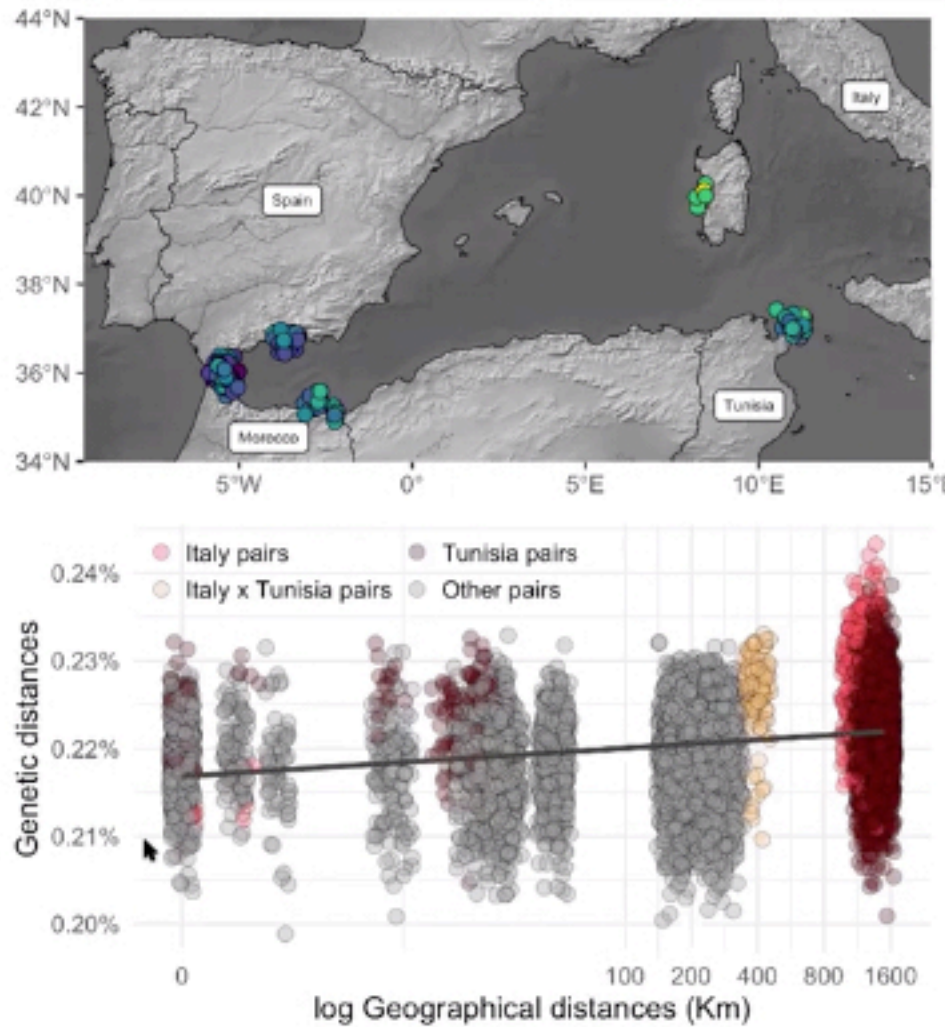 44°N
42°N
40°N
38°N
36°N
34°N
Italy
Spain
Tunisia
Morocco
5°W 0° 5°E 10°E 15°
Italy pairs Tunisia pairs
Italy x Tunisia pairs Other pairs
Genetic distances
0.24%
0.23%
0.22%
0.21%
0.20%
0 100 200 400 800 1600
log Geographical distances (Km)